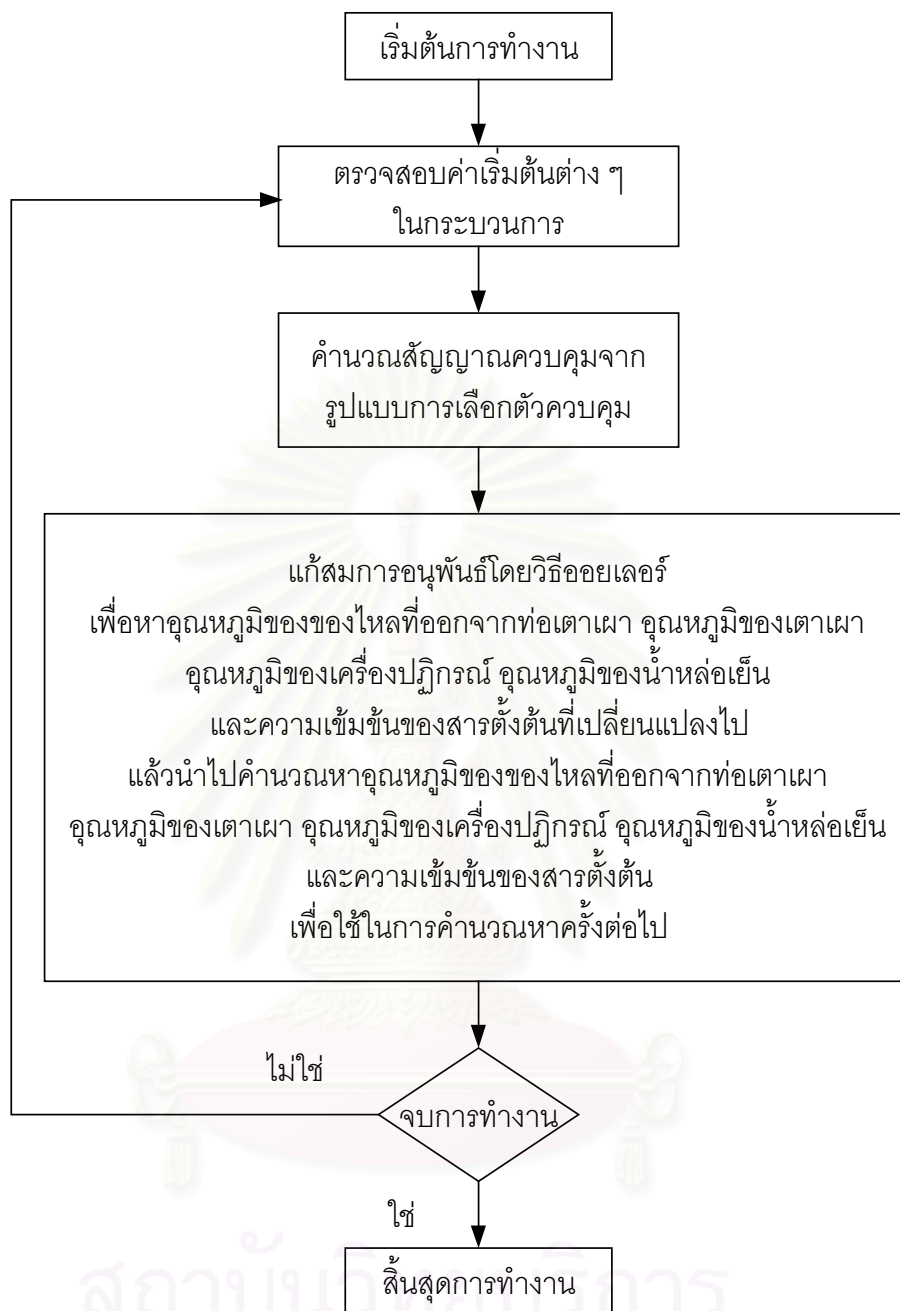 เริ่มต้นการทำงาน
ตรวจสอบค่าเริ่มต้นต่าง ๆ
ในกระบวนการ
คำนวณสัญญาณควบคุมจาก
รูปแบบการเลือกตัวควบคุม
แก้สมการอนุพันธ์โดยวิธีออยเลอร์
เพื่อหาอุณหภูมิของของไหลที่ออกจากท่อเตาเผา อุณหภูมิของเตาเผา
อุณหภูมิของเครื่องปฏิกรณ์ อุณหภูมิของน้ำหล่อเย็น
และความเข้มข้นของสารตั้งต้นที่เปลี่ยนแปลงไป
แล้วนำไปคำนวณหาอุณหภูมิของของไหลที่ออกจากท่อเตาเผา
อุณหภูมิของเตาเผา อุณหภูมิของเครื่องปฏิกรณ์ อุณหภูมิของน้ำหล่อเย็น
และความเข้มข้นของสารตั้งต้น
เพื่อใช้ในการคำนวณหาครั้งต่อไป
ไม่ใช่
จบการทำงาน
ใช่
สิ้นสุดการทำงาน
สถาบันวิทยบริการ